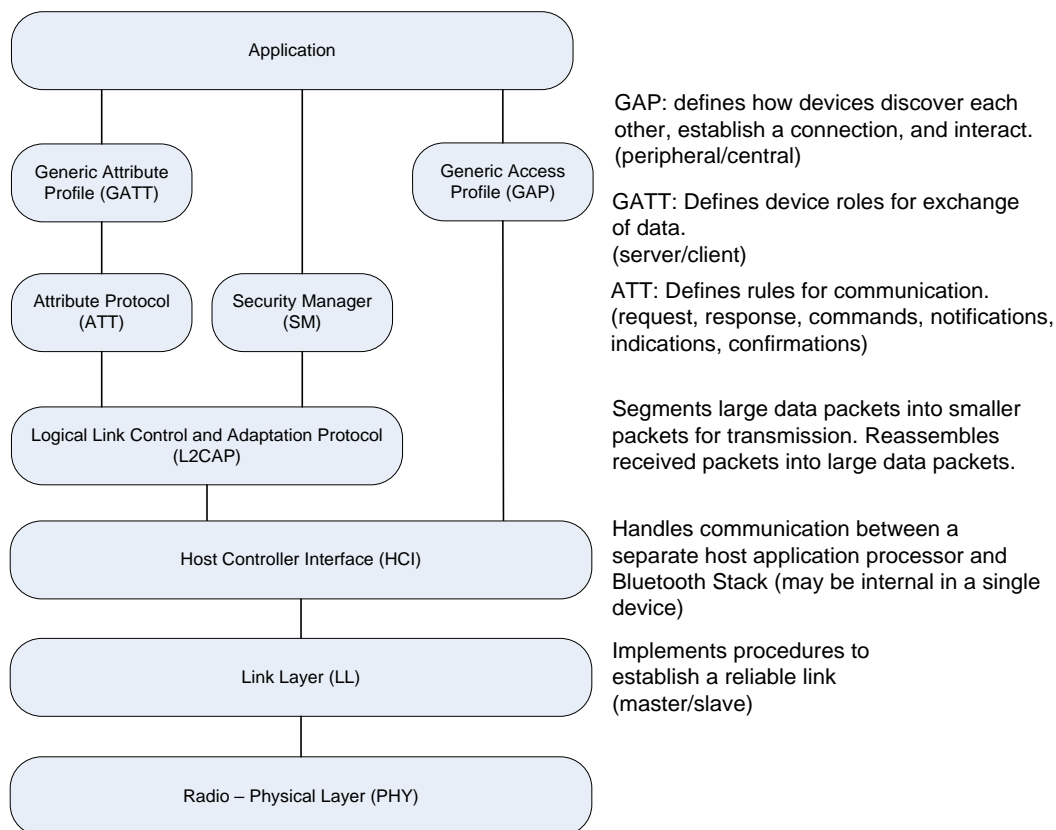 Application
GAP: defines how devices discover each
other, establish a connection, and interact.
(peripheral/central)
Generic Attribute
Profile (GATT)
Generic Access
Profile (GAP)
GATT: Defines device roles for exchange
of data.
(server/client)
Attribute Protocol
(ATT)
Security Manager
(SM)
ATT: Defines rules for communication.
(request, response, commands, notifications,
indications, confirmations)
Logical Link Control and Adaptation Protocol
(L2CAP)
Segments large data packets into smaller
packets for transmission. Reassembles
received packets into large data packets.
Host Controller Interface (HCI)
Handles communication between a
separate host application processor and
Bluetooth Stack (may be internal in a single
device)
Link Layer (LL)
Implements procedures to
establish a reliable link
(master/slave)
Radio – Physical Layer (PHY)